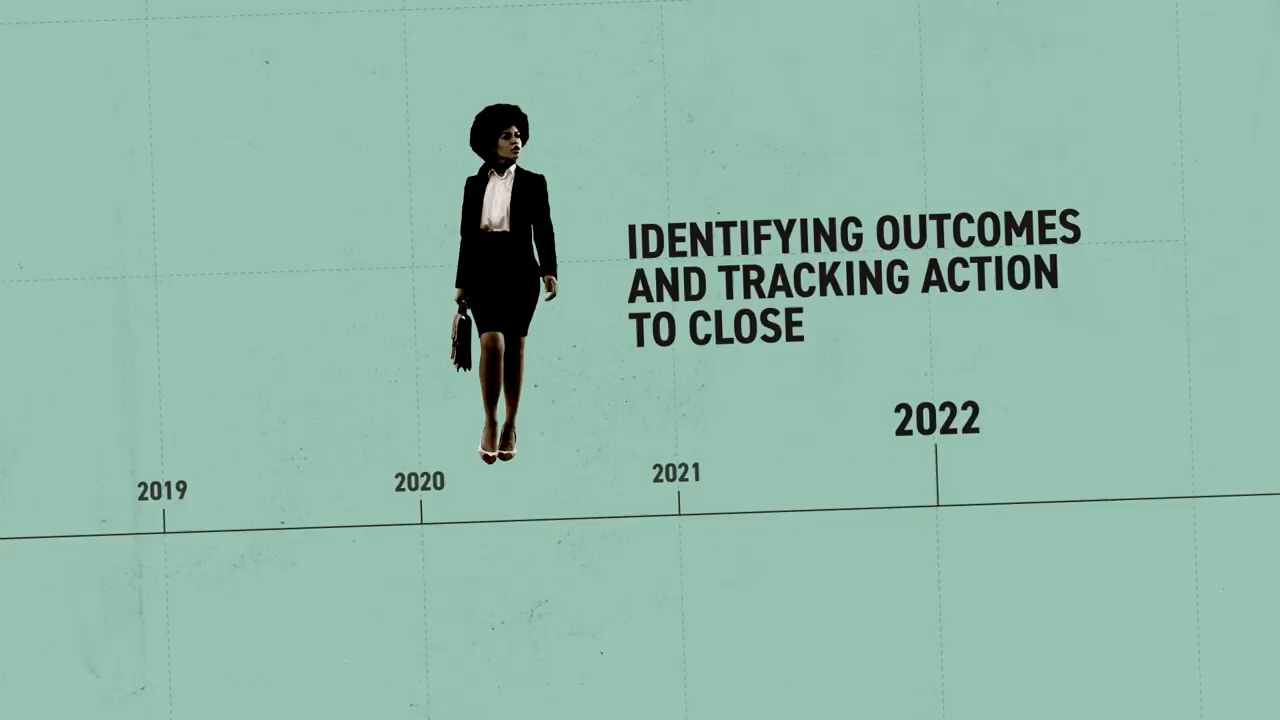 IDENTIFYING OUTCOMES
AND TRACKING ACTION
TO CLOSE
2022
2021
2020
2019